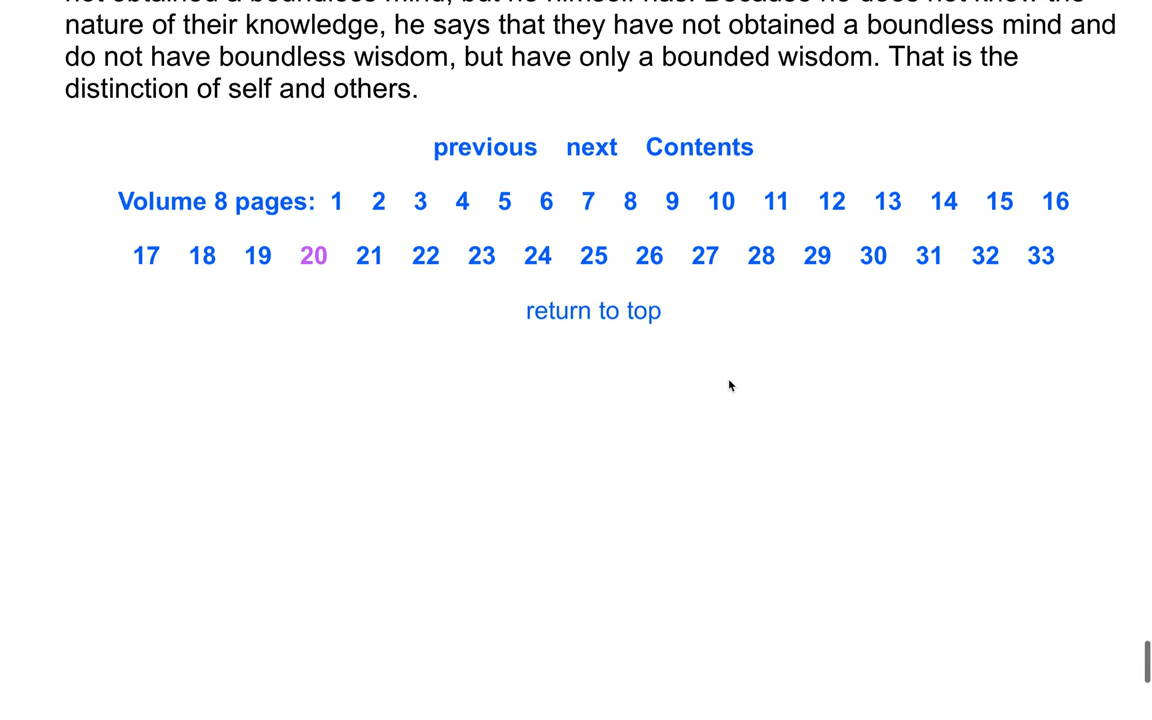 nature of their knowledge, he says that they have not obtained a boundless mind and
do not have boundless wisdom, but have only a bounded wisdom. That is the
distinction of self and others.
previous next Contents
Volume 8 pages: 1 2 3 4 5 6 7 8 9 10 11 12 13 14 15 16
17 18 19 20 21 22 23 24 25 26 27 28 29 30 31 32 33
return to top